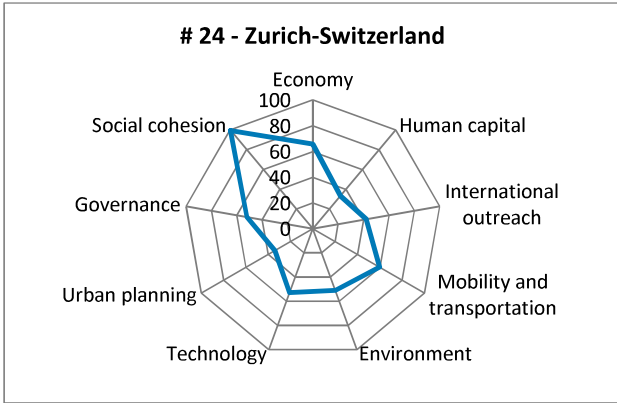 # 24 - Zurich-Switzerland
Economy
100
80
60
40
20
0
Human capital
International
outreach
Mobility and
transportation
Environment
Technology
Urban planning
Governance
Social cohesion